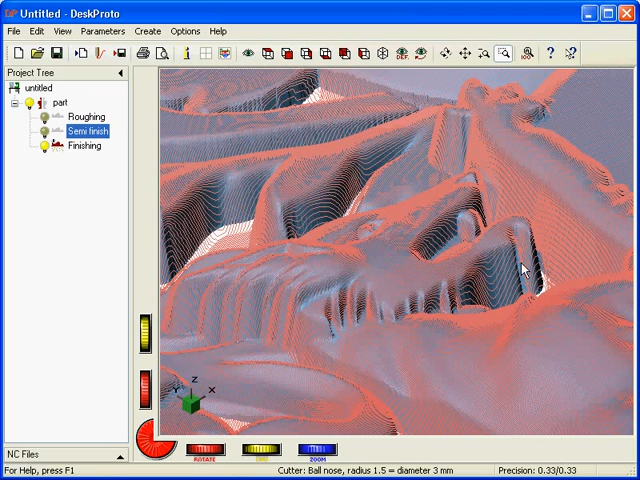 Untitled - DeskProto
File Edit View Parameters Create Options Help
Project Tree
untitled
part
Roughing
Semi finish
Finishing
Z
X
ROTATE
ZOOM
NC Files
For Help, press F1
Cutter: Ball nose, radius 1.5 = diameter 3 mm
Precision: 0.33/0.33